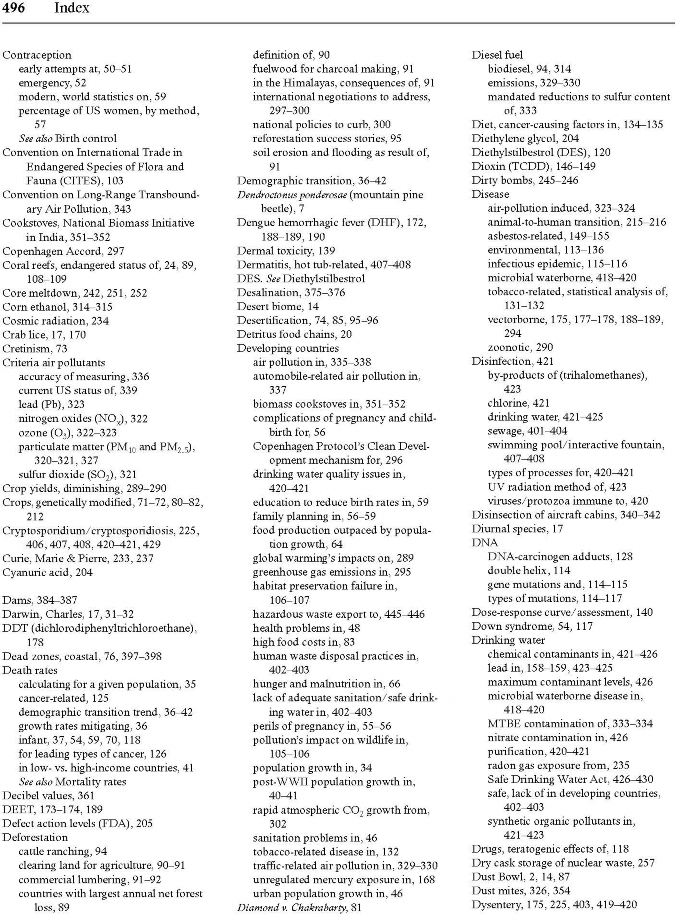 496 Index
Contraception
early attempts at, 50–51
emergency, 52
modern, world statistics on, 59
percentage of US women, by method,
57
See also Birth control
Convention on International Trade in
Endangered Species of Flora and
Fauna (CITES), 103
Convention on Long-Range Transbound-
ary Air Pollution, 343
Cookstoves, National Biomass Initiative
in India, 351–352
Copenhagen Accord, 297
Coral reefs, endangered status of, 24, 89,
108–109
Core meltdown, 242, 251, 252
Corn ethanol, 314–315
Cosmic radiation, 234
Crab lice, 17, 170
Cretinism, 73
Criteria air pollutants
accuracy of measuring, 336
current US status of, 339
lead (Pb), 323
nitrogen oxides (NOx), 322
ozone (O3), 322–323
particulate matter (PM10 and PM2.5),
320–321, 327
sulfur dioxide (SO2), 321
Crop yields, diminishing, 289–290
Crops, genetically modified, 71–72, 80–82,
212
Cryptosporidium/cryptosporidiosis, 225,
406, 407, 408, 420–421, 429
Curie, Marie & Pierre, 233, 237
Cyanuric acid, 204
Dams, 384–387
Darwin, Charles, 17, 31–32
DDT (dichlorodiphenyltrichloroethane),
178
Dead zones, coastal, 76, 397–398
Death rates
calculating for a given population, 35
cancer-related, 125
demographic transition trend, 36–42
growth rates mitigating, 36
infant, 37, 54, 59, 70, 118
for leading types of cancer, 126
in low- vs. high-income countries, 41
See also Mortality rates
Decibel values, 361
DEET, 173–174, 189
Defect action levels (FDA), 205
Deforestation
cattle ranching, 94
clearing land for agriculture, 90–91
commercial lumbering, 91–92
countries with largest annual net forest
loss, 89
definition of, 90
fuelwood for charcoal making, 91
in the Himalayas, consequences of, 91
international negotiations to address,
297–300
national policies to curb, 300
reforestation success stories, 95
soil erosion and flooding as result of,
91
Demographic transition, 36–42
Dendroctonus ponderosae (mountain pine
beetle), 7
Dengue hemorrhagic fever (DHF), 172,
188–189, 190
Dermal toxicity, 139
Dermatitis, hot tub-related, 407–408
DES. See Diethylstilbestrol
Desalination, 375–376
Desert biome, 14
Desertification, 74, 85, 95–96
Detritus food chains, 20
Developing countries
air pollution in, 335–338
automobile-related air pollution in,
337
biomass cookstoves in, 351–352
complications of pregnancy and child-
birth for, 56
Copenhagen Protocol's Clean Devel-
opment mechanism for, 296
drinking water quality issues in,
420–421
education to reduce birth rates in, 59
family planning in, 56–59
food production outpaced by popula-
tion growth, 64
global warming's impacts on, 289
greenhouse gas emissions in, 295
habitat preservation failure in,
106–107
hazardous waste export to, 445–446
health problems in, 48
high food costs in, 83
human waste disposal practices in,
402–403
hunger and malnutrition in, 66
lack of adequate sanitation/safe drink-
ing water in, 402–403
perils of pregnancy in, 55–56
pollution's impact on wildlife in,
105–106
population growth in, 34
post-WWII population growth in,
40–41
rapid atmospheric CO2 growth from,
302
sanitation problems in, 46
tobacco-related disease in, 132
traffic-related air pollution in, 329–330
unregulated mercury exposure in, 168
urban population growth in, 46
Diamond v. Chakrabarty, 81
Diesel fuel
biodiesel, 94, 314
emissions, 329–330
mandated reductions to sulfur content
of, 333
Diet, cancer-causing factors in, 134–135
Diethylene glycol, 204
Diethylstilbestrol (DES), 120
Dioxin (TCDD), 146–149
Dirty bombs, 245–246
Disease
air-pollution induced, 323–324
animal-to-human transition, 215–216
asbestos-related, 149–155
environmental, 113–136
infectious epidemic, 115–116
microbial waterborne, 418–420
tobacco-related, statistical analysis of,
131–132
vectorborne, 175, 177–178, 188–189,
294
zoonotic, 290
Disinfection, 421
by-products of (trihalomethanes),
423
chlorine, 421
drinking water, 421–425
sewage, 401–404
swimming pool/interactive fountain,
407–408
types of processes for, 420–421
UV radiation method of, 423
viruses/protozoa immune to, 420
Disinsection of aircraft cabins, 340–342
Diurnal species, 17
DNA
DNA-carcinogen adducts, 128
double helix, 114
gene mutations and, 114–115
types of mutations, 114–117
Dose-response curve/assessment, 140
Down syndrome, 54, 117
Drinking water
chemical contaminants in, 421–426
lead in, 158–159, 423–425
maximum contaminant levels, 426
microbial waterborne disease in,
418–420
MTBE contamination of, 333–334
nitrate contamination in, 426
purification, 420–421
radon gas exposure from, 235
Safe Drinking Water Act, 426–430
safe, lack of in developing countries,
402–403
synthetic organic pollutants in,
421–423
Drugs, teratogenic effects of, 118
Dry cask storage of nuclear waste, 257
Dust Bowl, 2, 14, 87
Dust mites, 326, 354
Dysentery, 175, 225, 403, 419–420